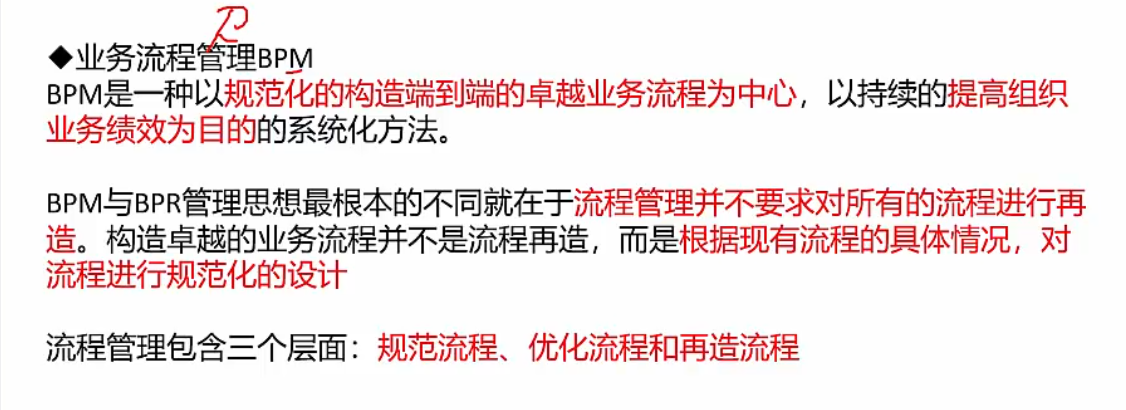 R
◆业务流程管理BPM
BPM是一种以规范化的构造端到端的卓越业务流程为中心，以持续的提高组织
业务绩效为目的的系统化方法。
BPM与BPR管理思想最根本的不同就在于流程管理并不要求对所有的流程进行再
造。构造卓越的业务流程并不是流程再造，而是根据现有流程的具体情况，对
流程进行规范化的设计
流程管理包含三个层面：规范流程、优化流程和再造流程